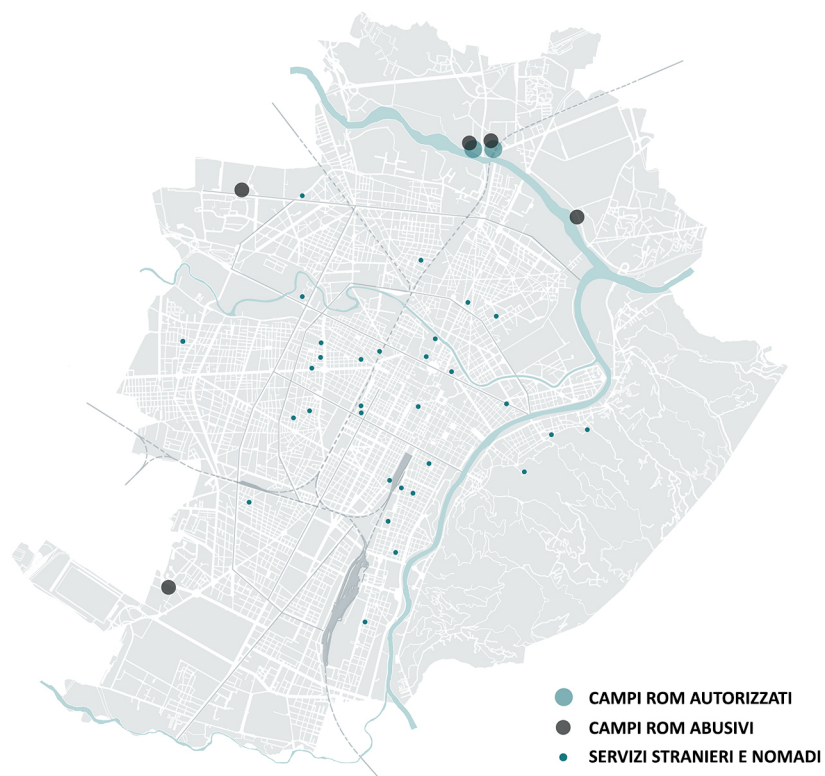 CAMPI ROM AUTORIZZATI
CAMPI ROM ABUSIVI
SERVIZI STRANIERI E NOMADI